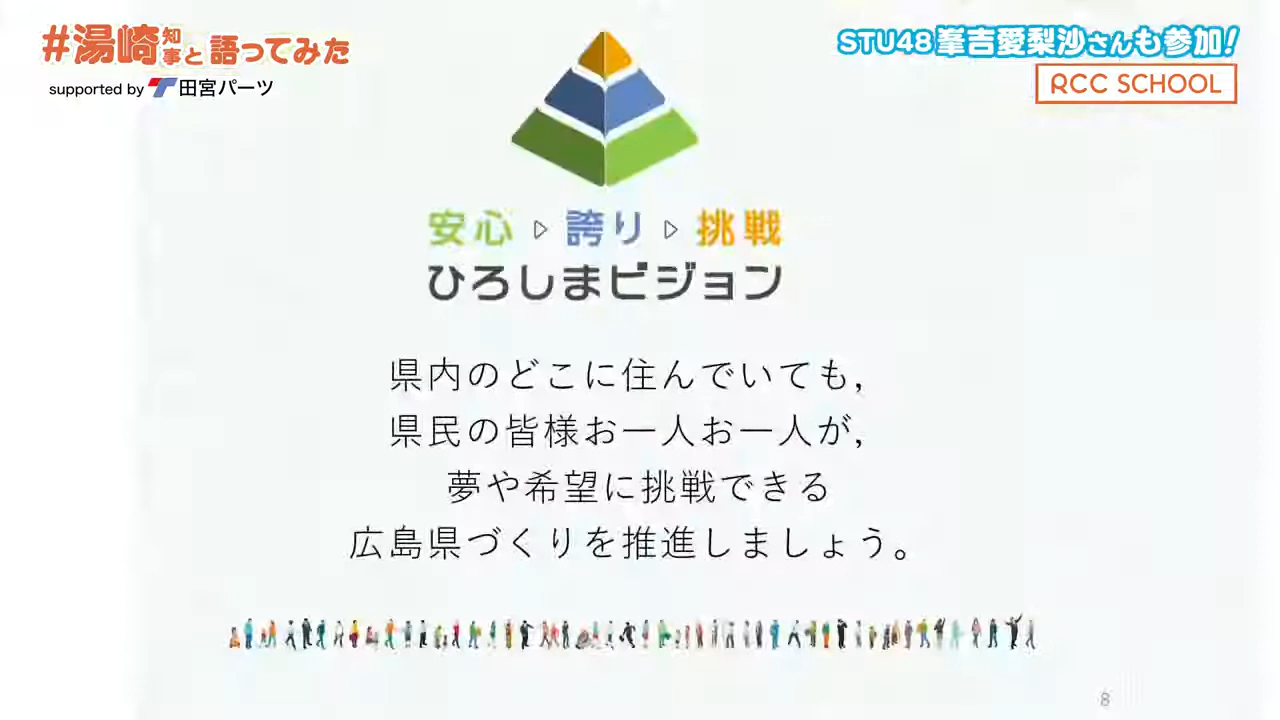 #湯崎知事と語ってみた
supported by 田宮パーツ
STU48峯吉愛梨沙さんも参加!
RCC SCHOOL
安心▷誇り▷挑戦
ひろしまビジョン
県内のどこに住んでいても,
県民の皆様お一人お一人が,
夢や希望に挑戦できる
広島県づくりを推進しましょう。
8